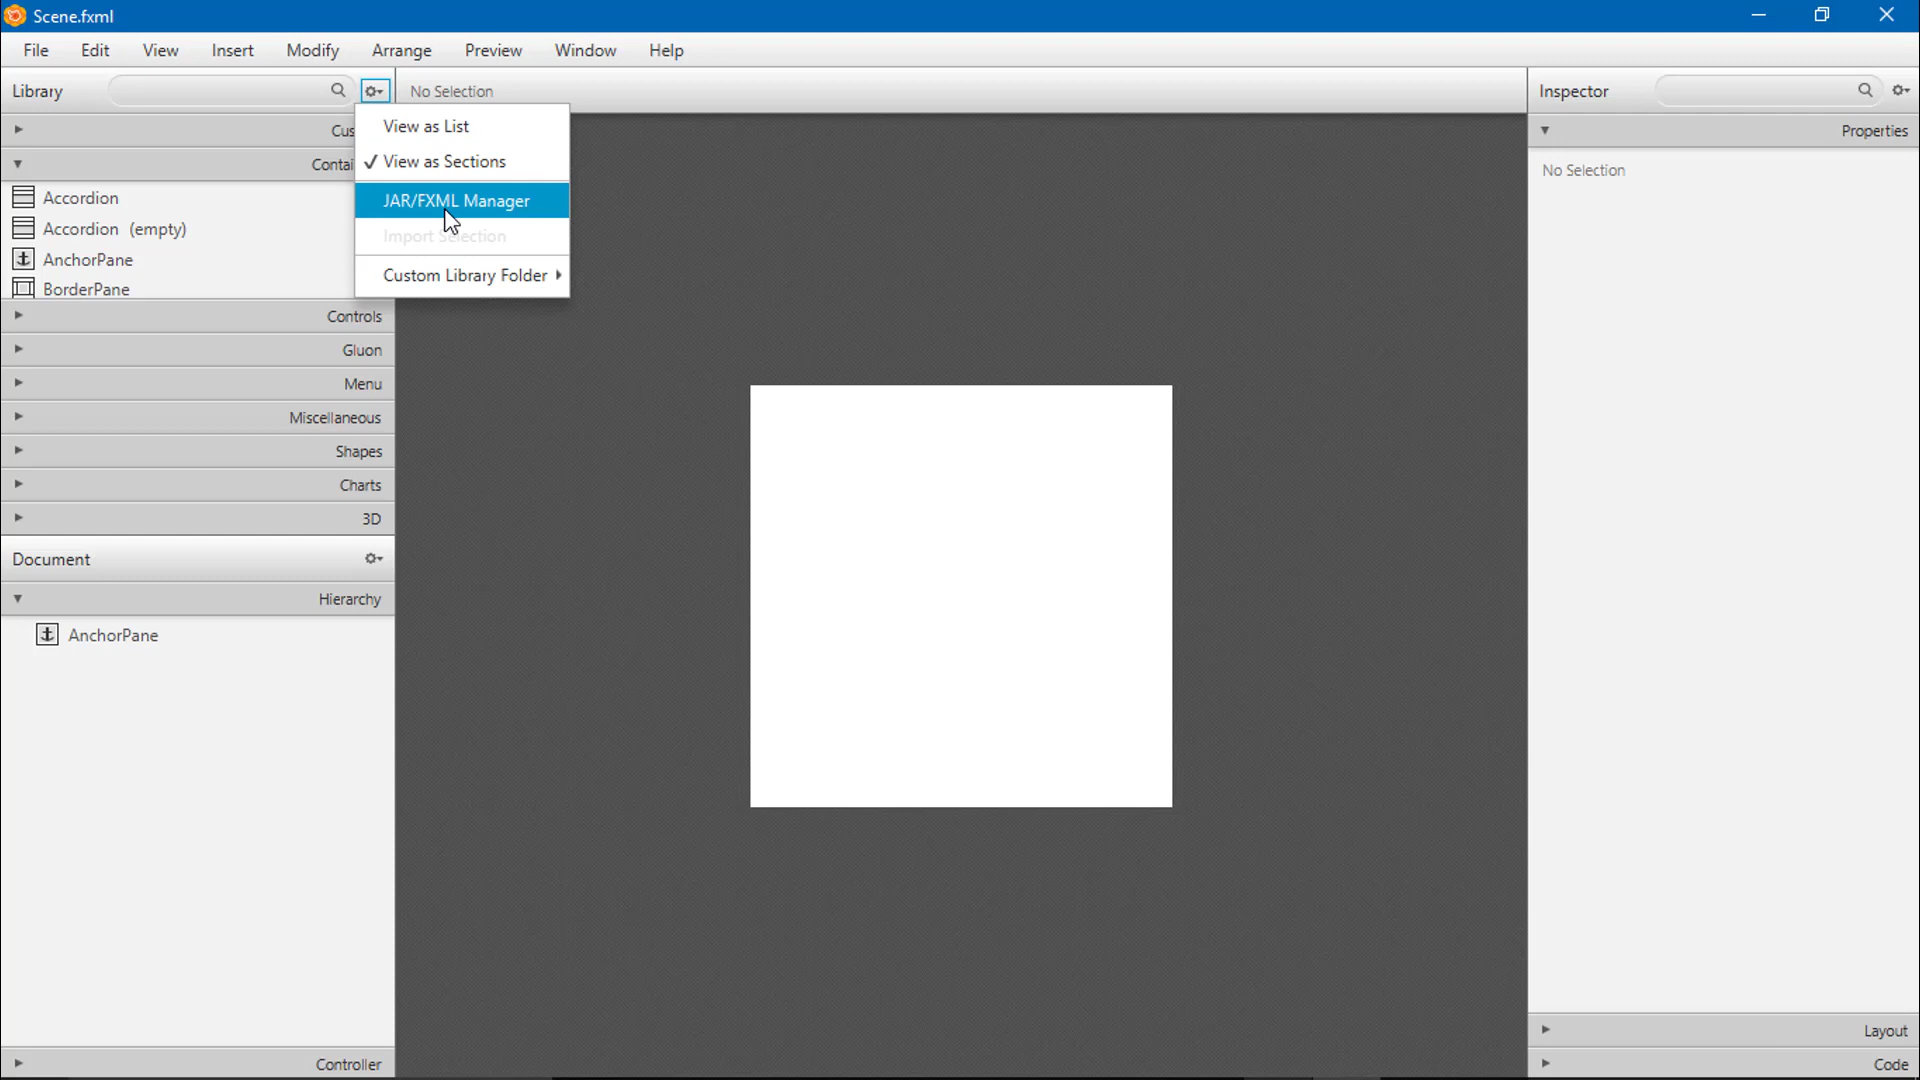 Scene.fxml
File Edit View Insert Modify Arrange Preview Window Help
Library
No Selection
Inspector
View as List
View as Sections
JAR/FXML Manager
Import Selection
Custom Library Folder
Accordion
Accordion (empty)
AnchorPane
BorderPane
Controls
Gluon
Menu
Miscellaneous
Shapes
Charts
3D
Document
Hierarchy
AnchorPane
Controller
Properties
No Selection
Layout
Code